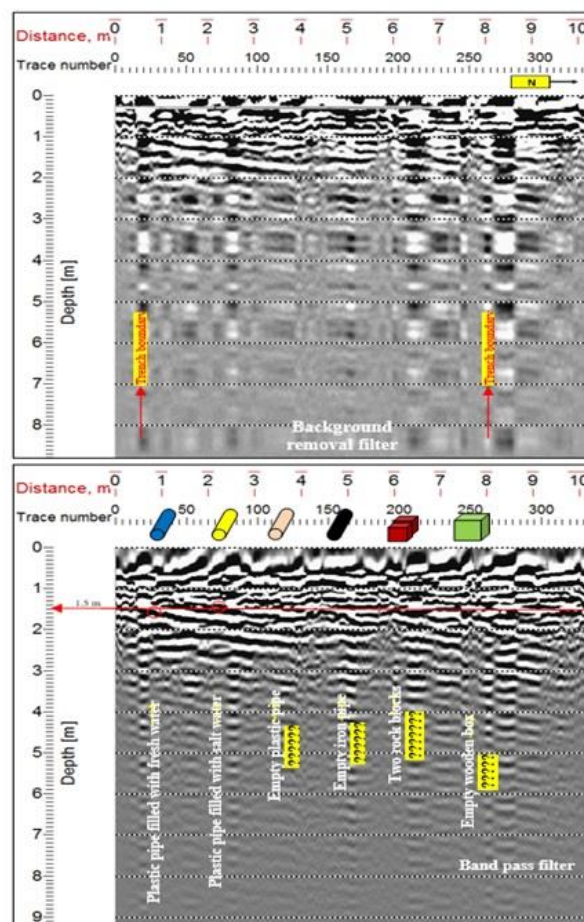 Distance, m 0 1 2 3 4 5 6 7 8 9 10
Trace number 0 50 100 150 200 250 300
N
0
1
2
3
4
5
6
7
8
Depth [m]
Trench boundary
Trench boundary
Background
removal filter
Distance, m 0 1 2 3 4 5 6 7 8 9 10
Trace number 0 50 100 150 200 250 300
0
1
2
3
4
5
6
7
8
9
Depth [m]
1.5 m
Plastic pipe filled with fresh water
Plastic pipe filled with salt water
Empty plastic pipe
??????
Empty iron pipe
??????
Two rock blocks
??????
Empty wooden box
?????
Band pass filter